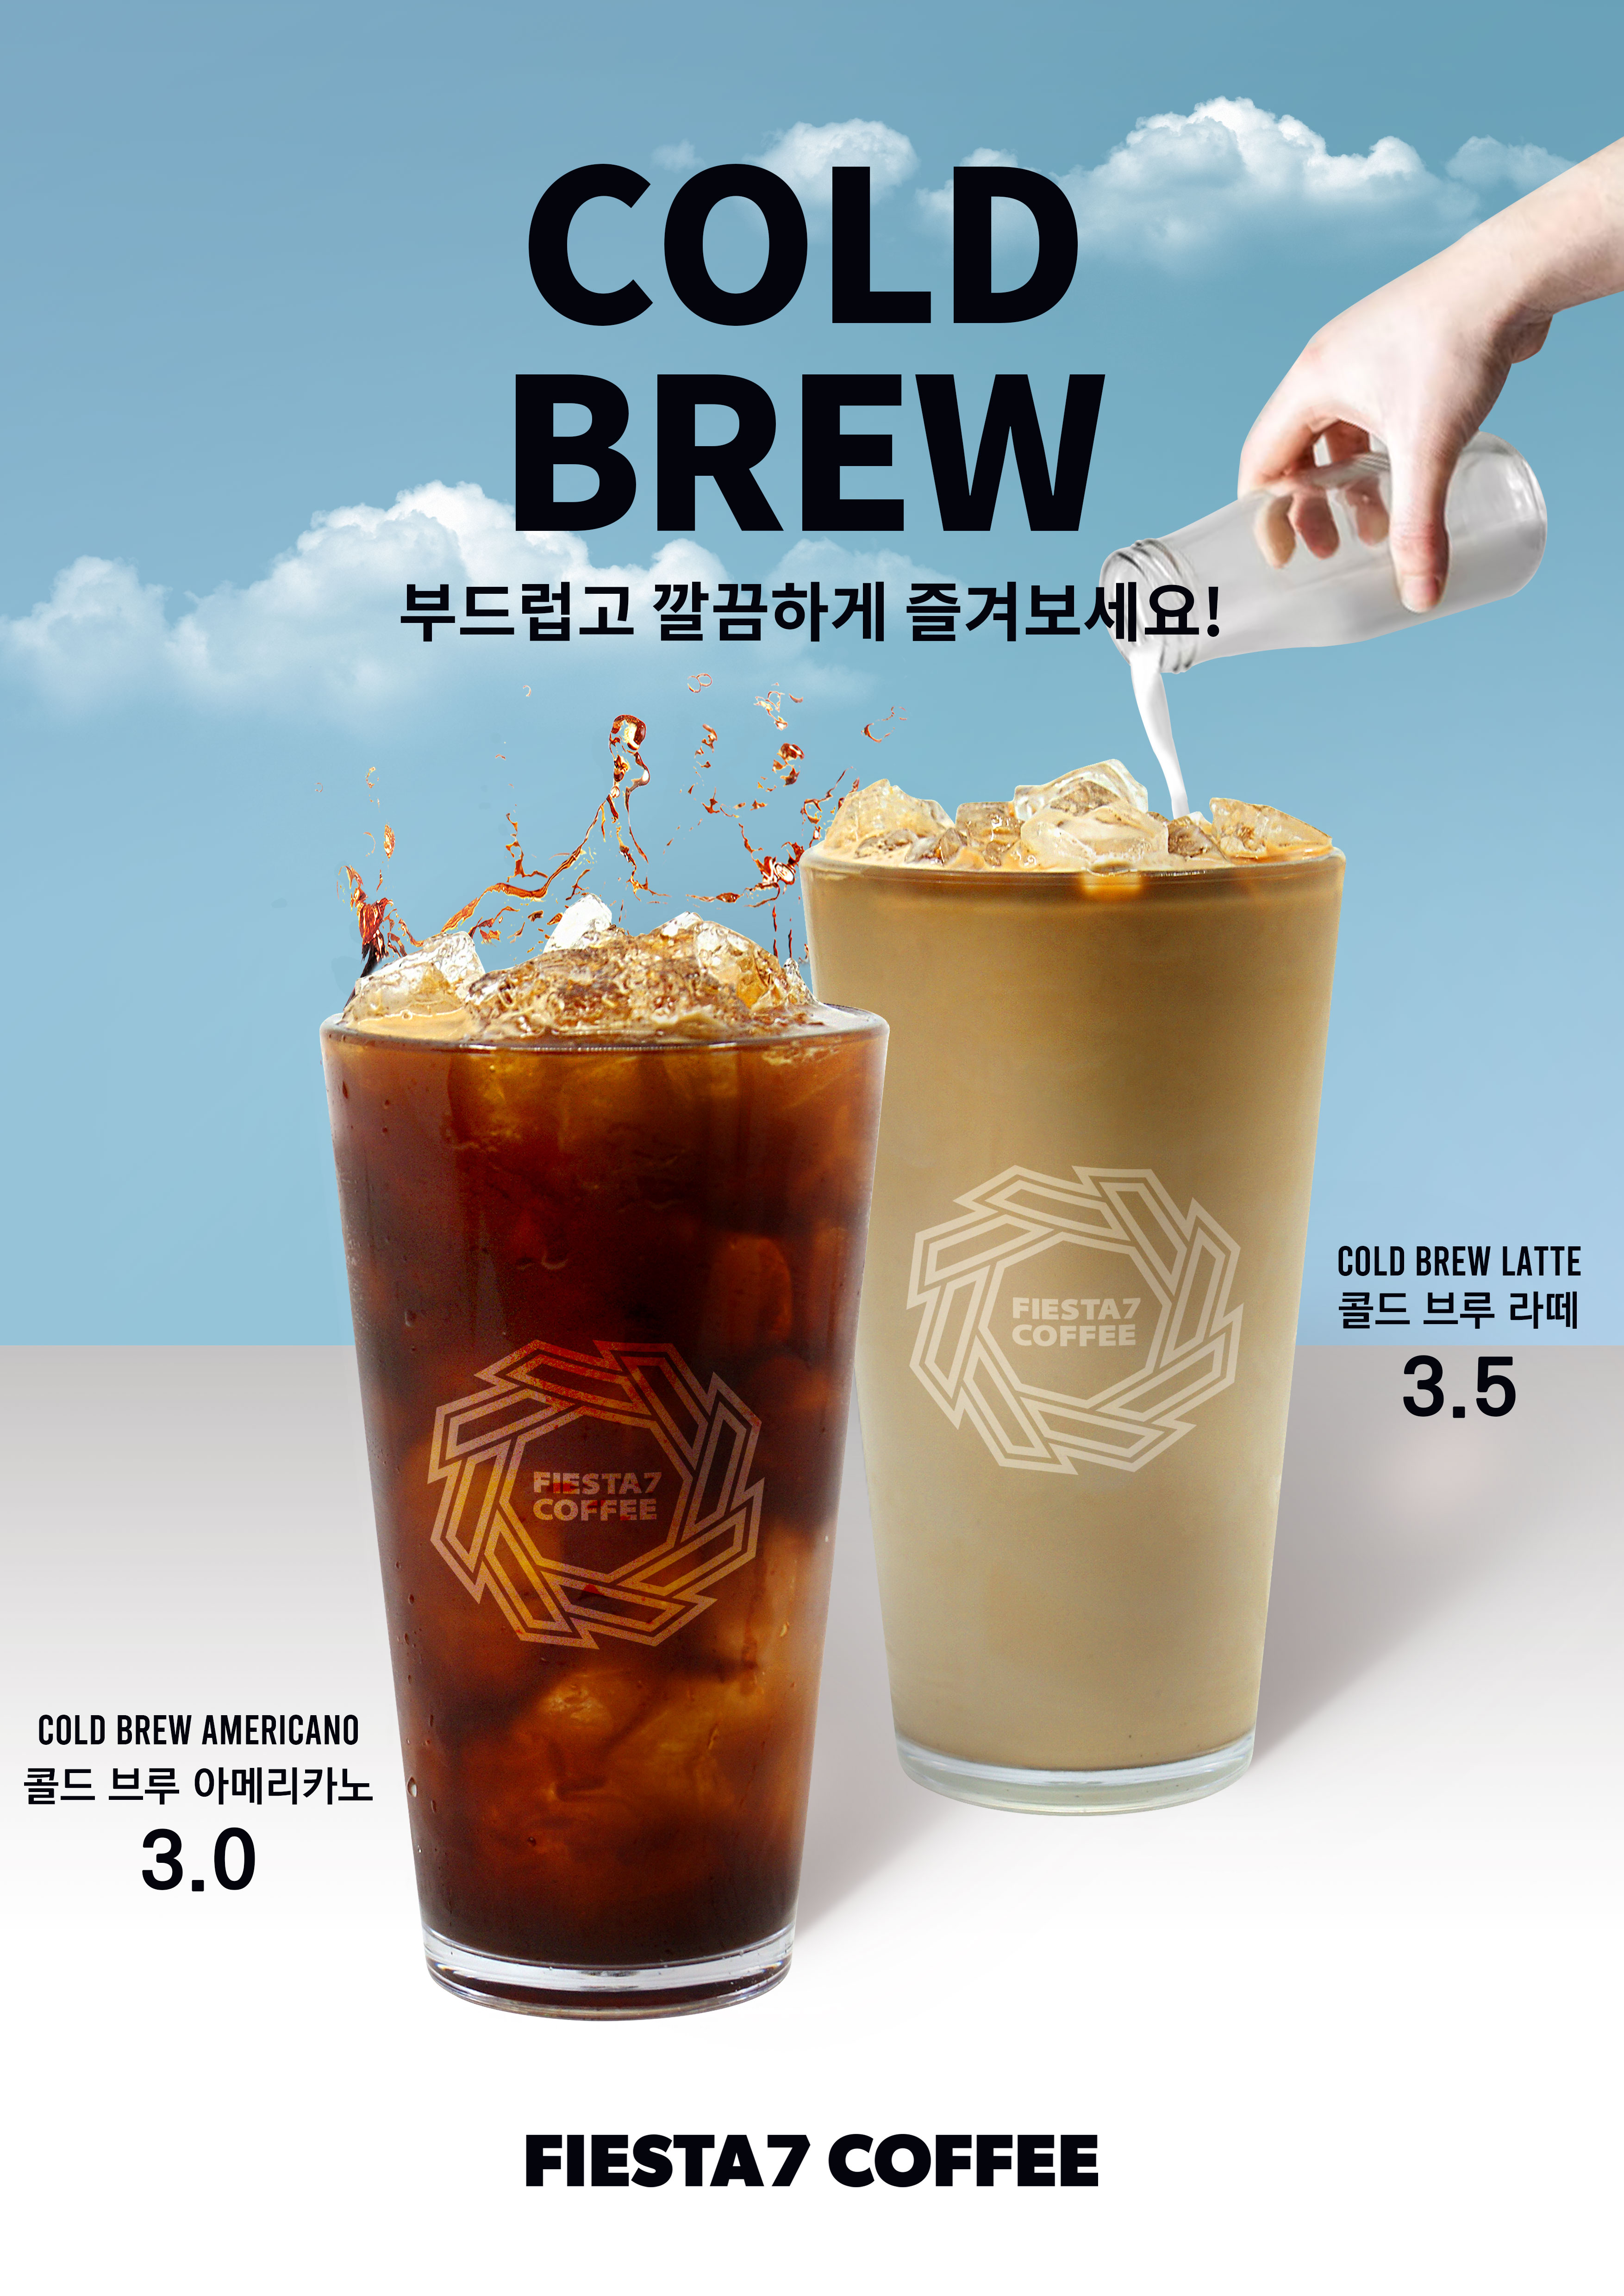 COLD
BREW
부드럽고 깔끔하게 즐겨보세요!
FIESTA7
COFFEE
COLD BREW LATTE
콜드 브루 라떼
3.5
FIESTA7
COFFEE
COLD BREW AMERICANO
콜드 브루 아메리카노
3.0
FIESTA7 COFFEE